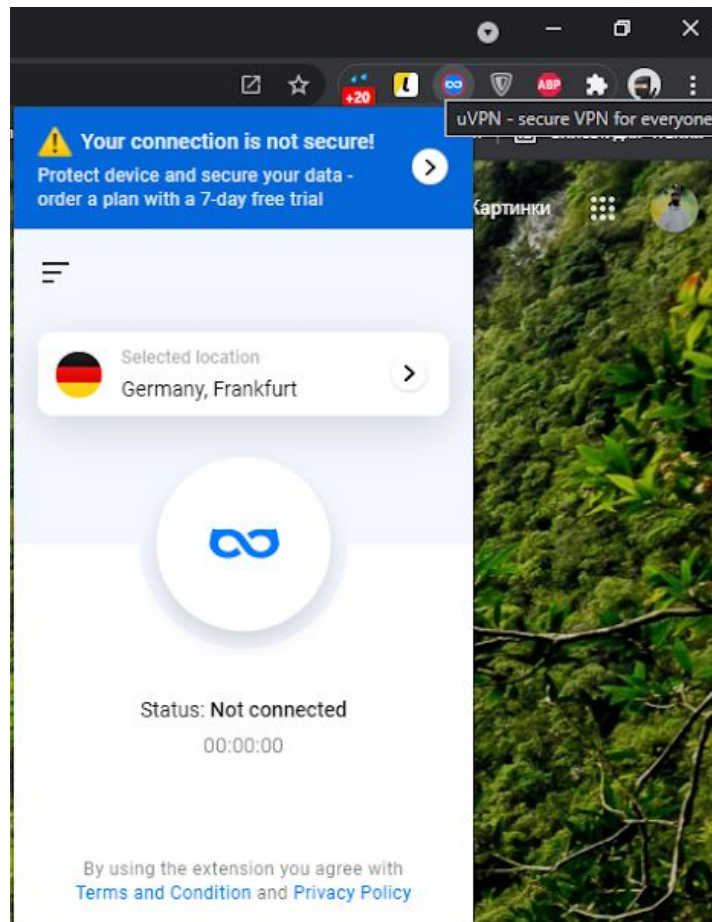 +20
L
ABP
uVPN - secure VPN for everyone
Your connection is not secure!
Protect device and secure your data -
order a plan with a 7-day free trial
Картинки
Selected location
Germany, Frankfurt
Status: Not connected
00:00:00
By using the extension you agree with
Terms and Condition and Privacy Policy